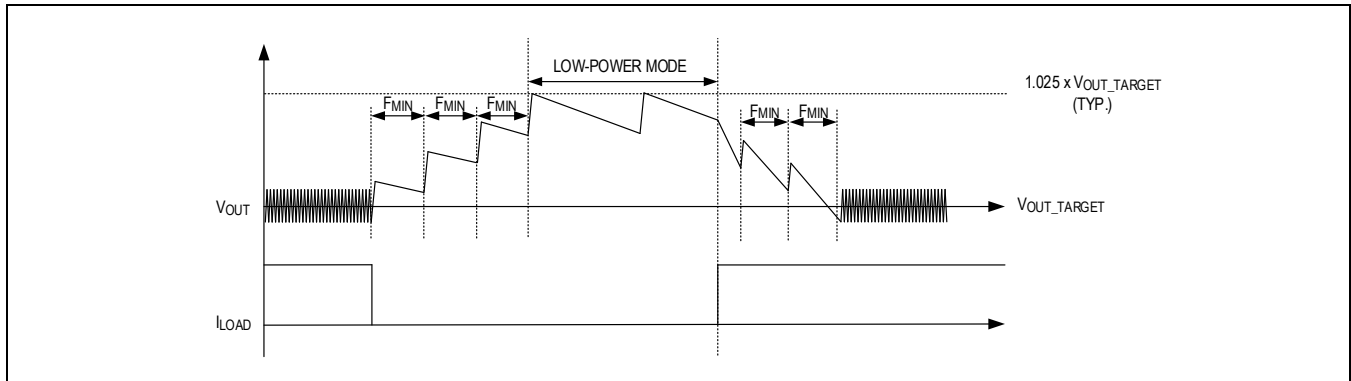 LOW-POWER MODE
1.025 x VOUT_TARGET
(TYP.)
FMIN FMIN FMIN FMIN FMIN
VOUT
VOUT_TARGET
ILOAD